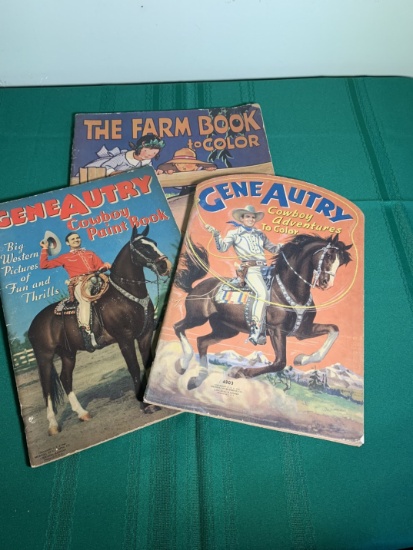 THE FARM BOOK
to COLOR
GENE AUTRY
Cowboy
Paint Book
Big
Western
Pictures
of
Fun and
Thrills
GENE AUTRY
Cowboy
Adventures
To Color